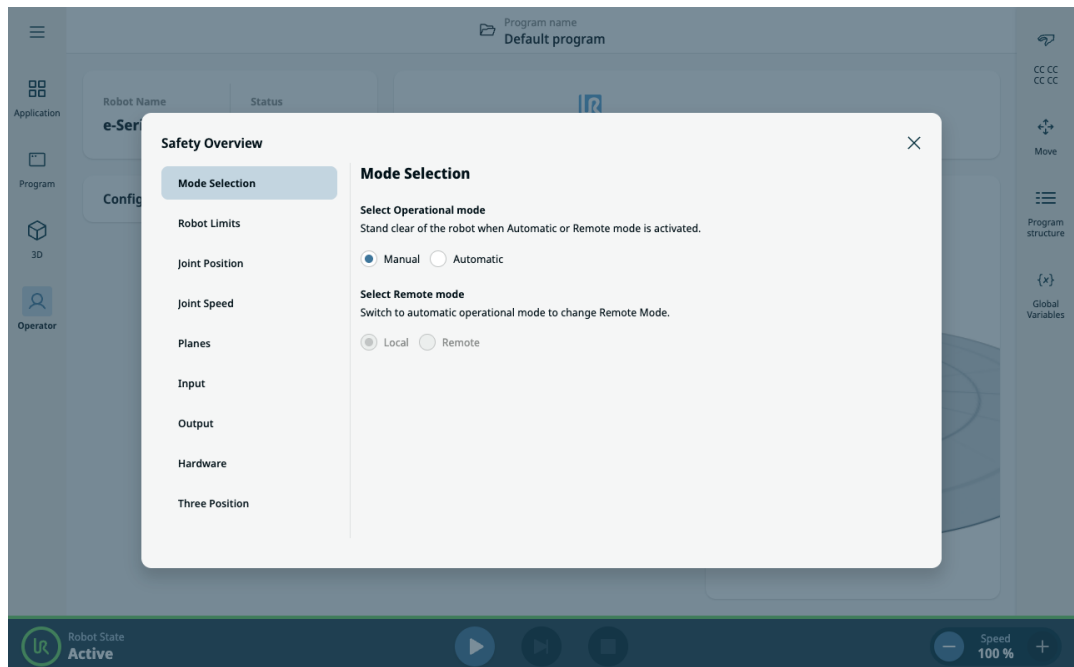 Program name
Default program
Application
Program
3D
Operator
Robot Name
Status
e-Seri
Config
Safety Overview
Mode Selection
Robot Limits
Joint Position
Joint Speed
Planes
Input
Output
Hardware
Three Position
Mode Selection
Select Operational mode
Stand clear of the robot when Automatic or Remote mode is activated.
Manual
Automatic
Select Remote mode
Switch to automatic operational mode to change Remote Mode.
Local
Remote
CC CC
CC CC
Move
Program
structure
{x}
Global
Variables
Robot State
Active
Speed
100 %